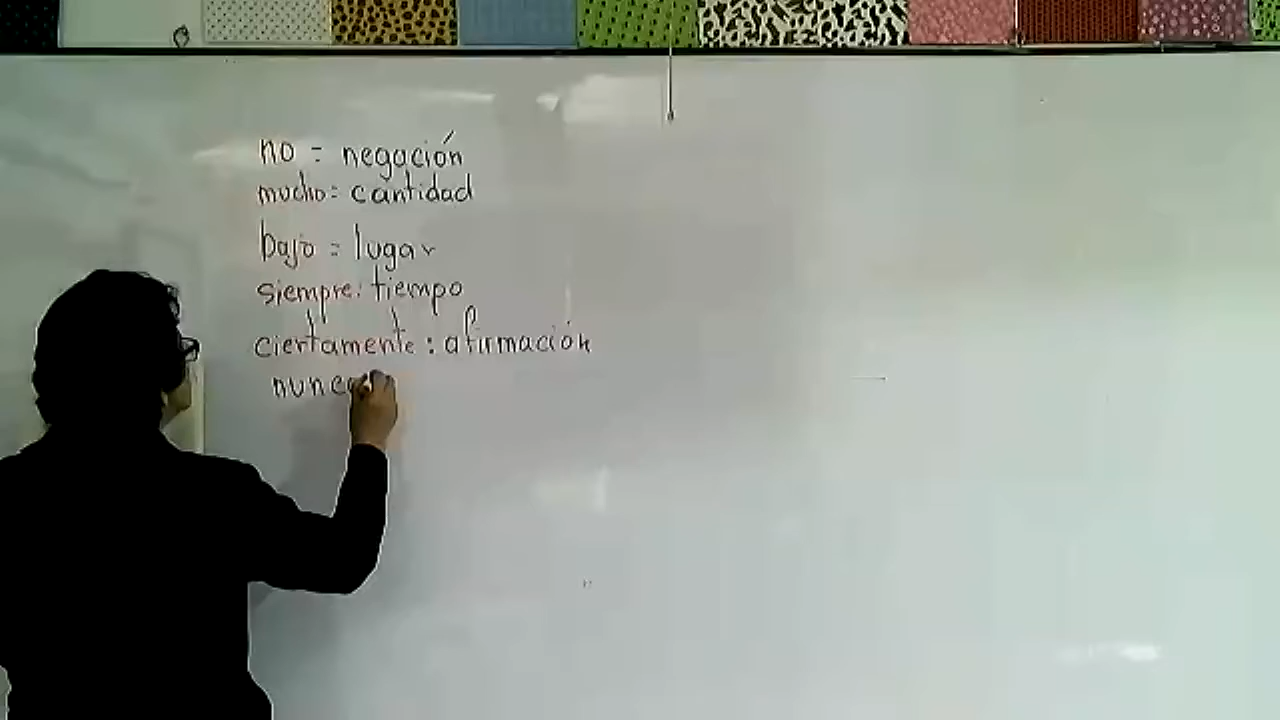 no = negación
mucho: cantidad
bajo = lugar
siempre: tiempo
ciertamente: afirmación
nunca